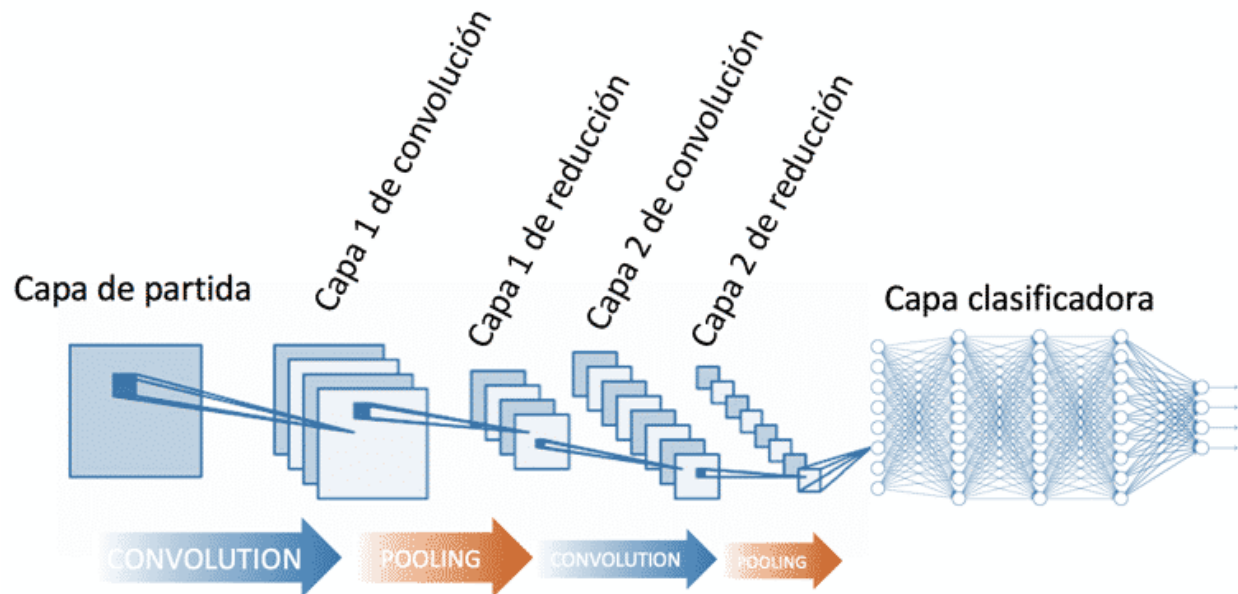 Capa de partida
Capa 1 de convolución
Capa 1 de reducción
Capa 2 de convolución
Capa 2 de reducción
Capa clasificadora
CONVOLUTION
POOLING
CONVOLUTION
POOLING